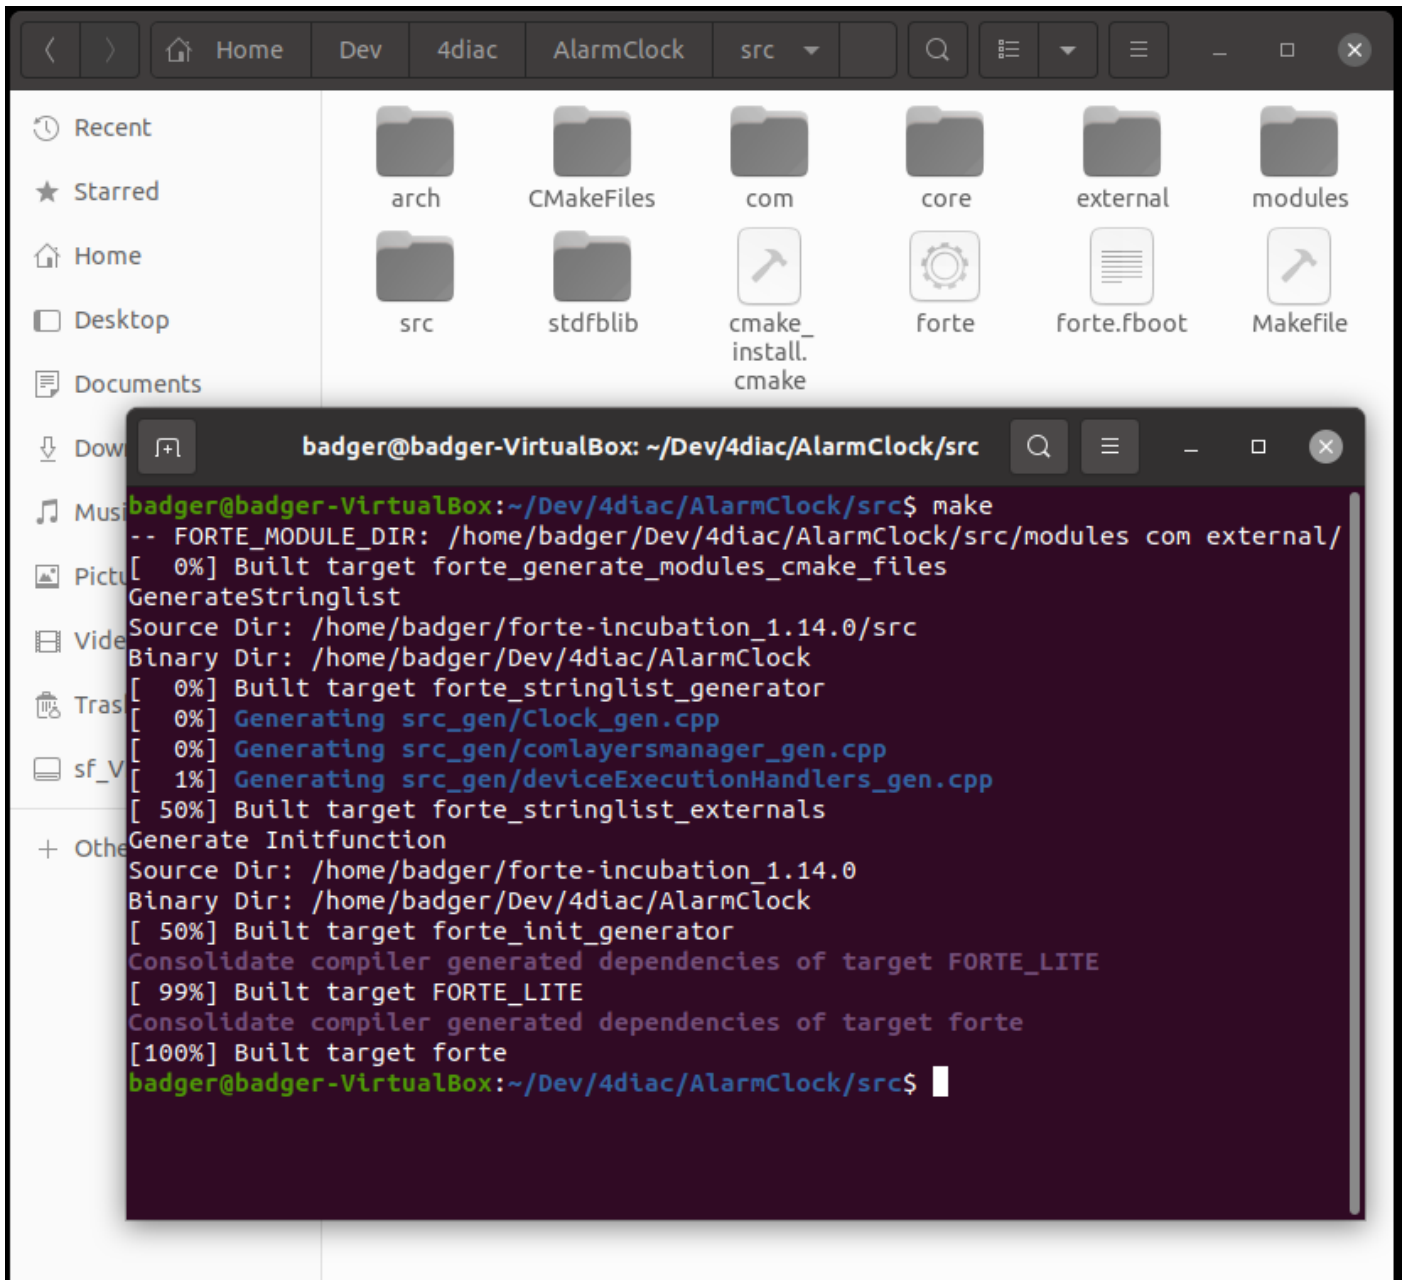 Home Dev 4diac AlarmClock src
Recent
Starred
Home
Desktop
Documents
Dow
Musi
Pictu
Vide
Tras
sf_V
Othe
arch CMakeFiles com core external modules
src stdfblib cmake_ forte forte.fboot Makefile
install.
cmake
badger@badger-VirtualBox: ~/Dev/4diac/AlarmClock/src
badger@badger-VirtualBox:~/Dev/4diac/AlarmClock/src$ make
-- FORTE_MODULE_DIR: /home/badger/Dev/4diac/AlarmClock/src/modules com external/
[  0%] Built target forte_generate_modules_cmake_files
GenerateStringlist
Source Dir: /home/badger/forte-incubation_1.14.0/src
Binary Dir: /home/badger/Dev/4diac/AlarmClock
[  0%] Built target forte_stringlist_generator
[  0%] Generating src_gen/Clock_gen.cpp
[  0%] Generating src_gen/comlayersmanager_gen.cpp
[  1%] Generating src_gen/deviceExecutionHandlers_gen.cpp
[ 50%] Built target forte_stringlist_externals
Generate Initfunction
Source Dir: /home/badger/forte-incubation_1.14.0
Binary Dir: /home/badger/Dev/4diac/AlarmClock
[ 50%] Built target forte_init_generator
Consolidate compiler generated dependencies of target FORTE_LITE
[ 99%] Built target FORTE_LITE
Consolidate compiler generated dependencies of target forte
[100%] Built target forte
badger@badger-VirtualBox:~/Dev/4diac/AlarmClock/src$